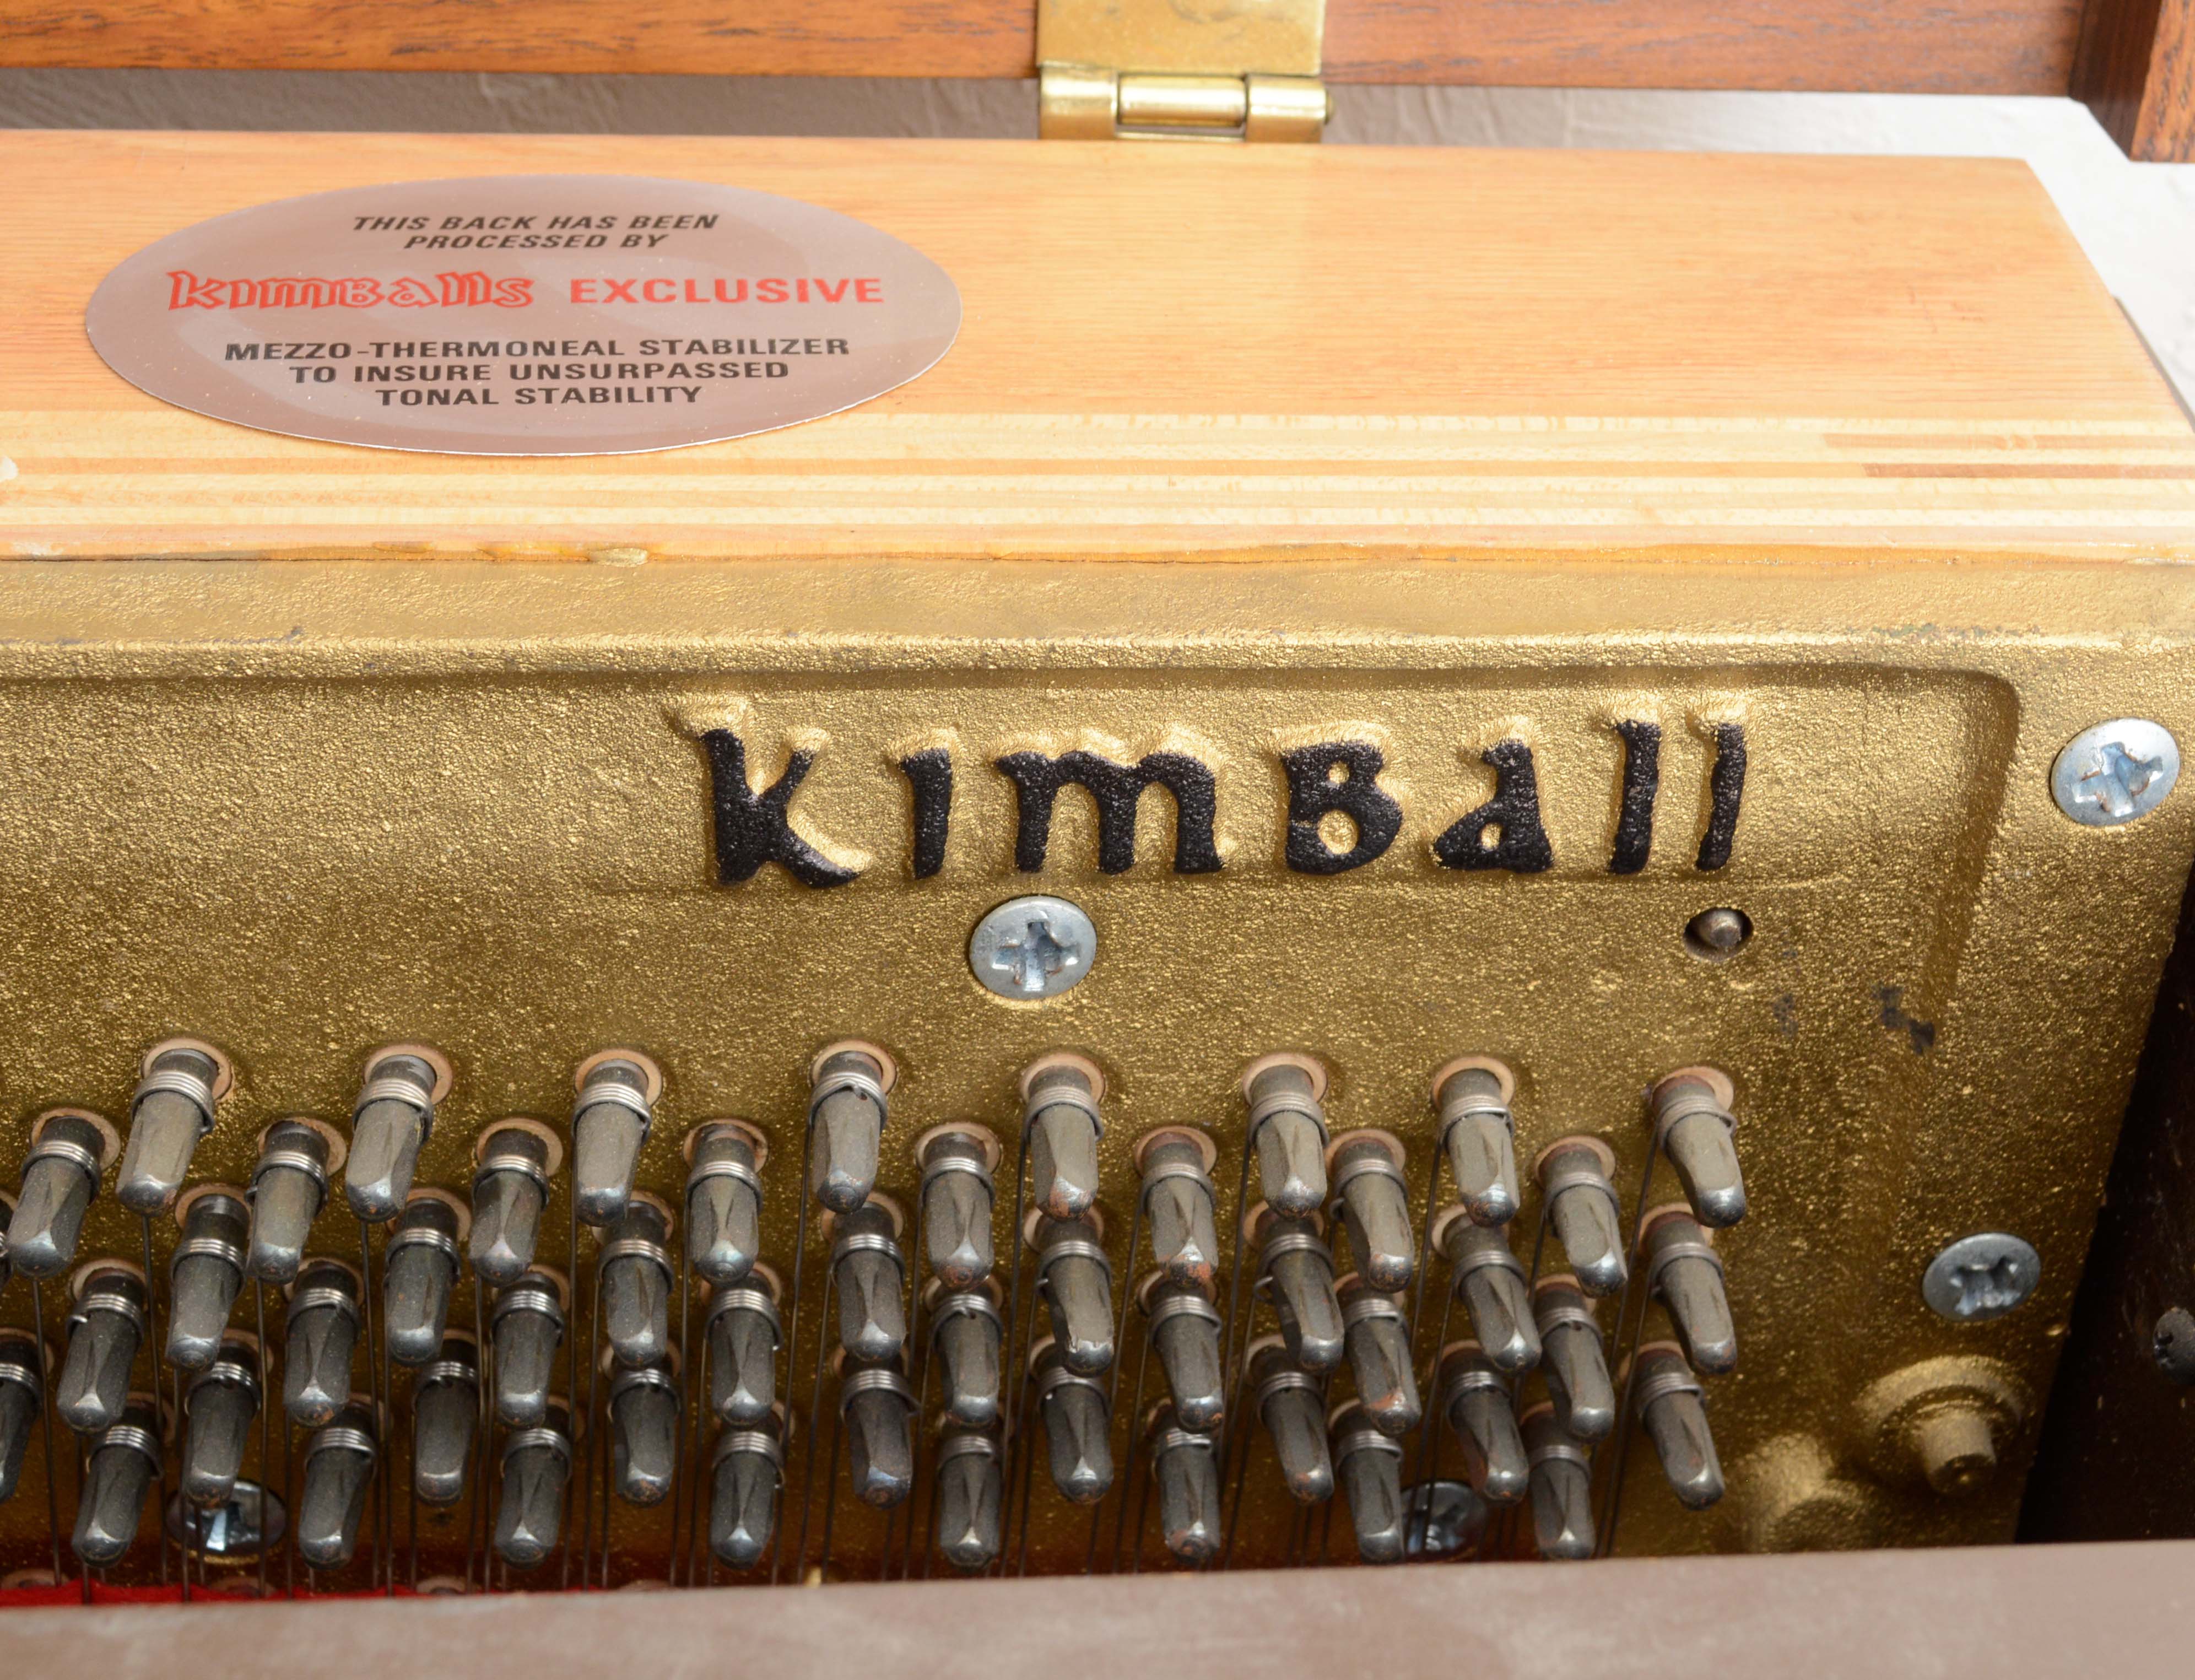 THIS BACK HAS BEEN
PROCESSED BY
kimballs EXCLUSIVE
MEZZO-THERMONEAL STABILIZER
TO INSURE UNSURPASSED
TONAL STABILITY
kimball